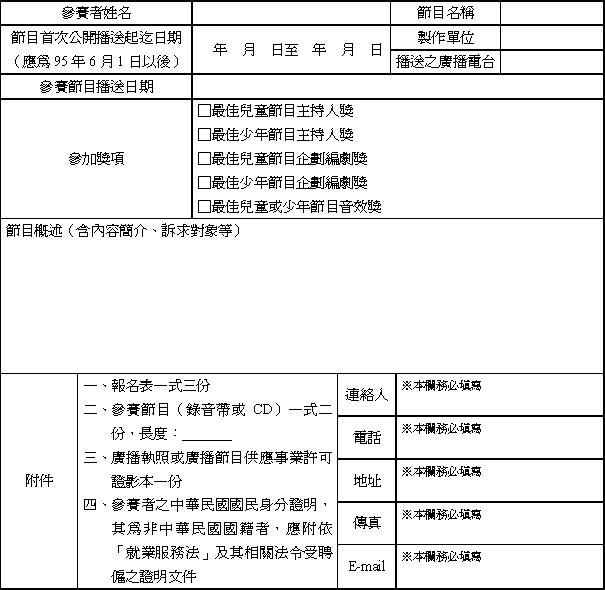 參賽者姓名
節目名稱
節目首次公開播送起迄日期
（應為95年6月1日以後）
年 月 日至 年 月 日
製作單位
播送之廣播電台
參賽節目播送日期
參加獎項
□最佳兒童節目主持人獎
□最佳少年節目主持人獎
□最佳兒童節目企劃編劇獎
□最佳少年節目企劃編劇獎
□最佳兒童或少年節目音效獎
節目概述（含內容簡介、訴求對象等）
附件
一、報名表一式三份
二、參賽節目（錄音帶或 CD）一式二
份，長度：_______
三、廣播執照或廣播節目供應事業許可
證影本一份
四、參賽者之中華民國國民身分證明，
其為非中華民國國籍者，應附依
「就業服務法」及其相關法令受聘
僱之證明文件
連絡人
※本欄務必填寫
電話
※本欄務必填寫
地址
※本欄務必填寫
傳真
※本欄務必填寫
E-mail
※本欄務必填寫